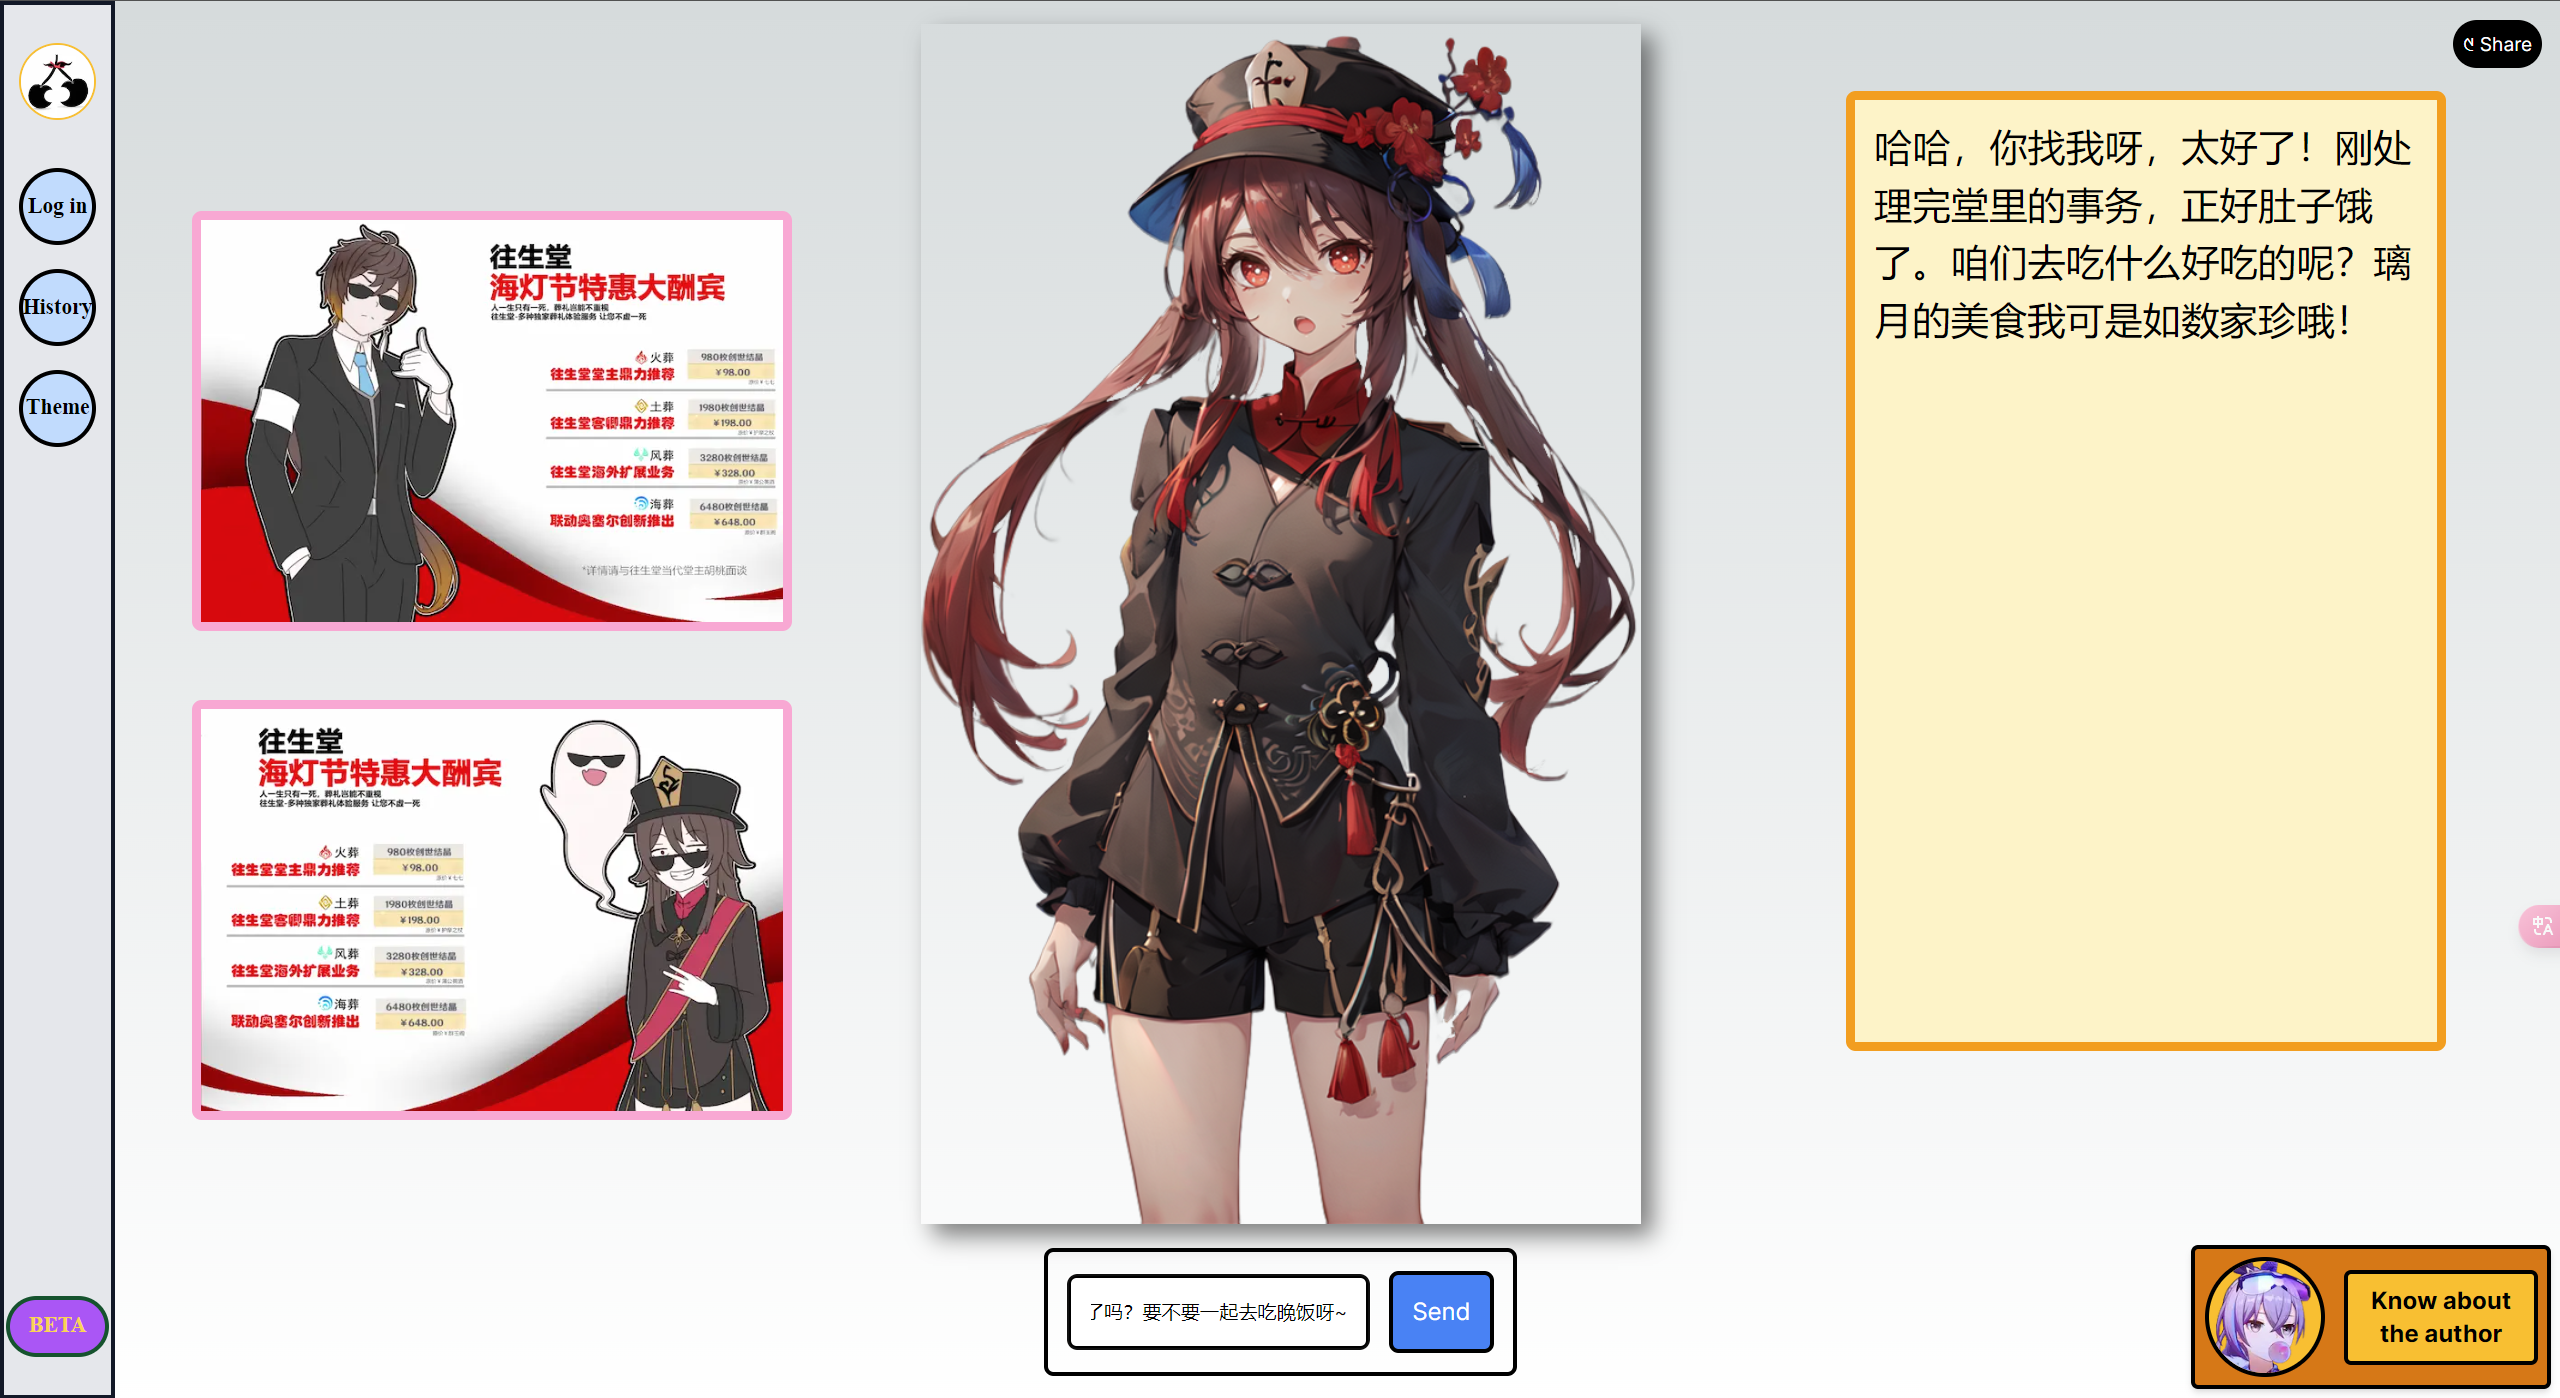 Log in
History
Theme
BETA
往生堂
海灯节特惠大酬宾
人一生只有一死,葬礼岂能不重视
往生堂-多种独家葬礼体验服务 让您不虚一死
火葬
980枚创世结晶
往生堂堂主鼎力推荐
¥98.00
土葬
1980枚创世结晶
往生堂客卿鼎力推荐
¥198.00
风葬
3280枚创世结晶
往生堂海外扩展业务
¥328.00
海葬
6480枚创世结晶
联动奥塞尔创新推出
¥648.00
*详情请与往生堂当代堂主胡桃面谈
往生堂
海灯节特惠大酬宾
人一生只有一死,葬礼岂能不重视
往生堂-多种独家葬礼体验服务 让您不虚一死
火葬
980枚创世结晶
往生堂堂主鼎力推荐
¥98.00
土葬
1980枚创世结晶
往生堂客卿鼎力推荐
¥198.00
风葬
3280枚创世结晶
往生堂海外扩展业务
¥328.00
海葬
6480枚创世结晶
联动奥塞尔创新推出
¥648.00
了吗?要不要一起去吃晚饭呀~
Send
Share
哈哈,你找我呀,太好了!刚处
理完堂里的事务,正好肚子饿
了。咱们去吃什么好吃的呢?璃
月的美食我可是如数家珍哦!
中A
Know about
the author